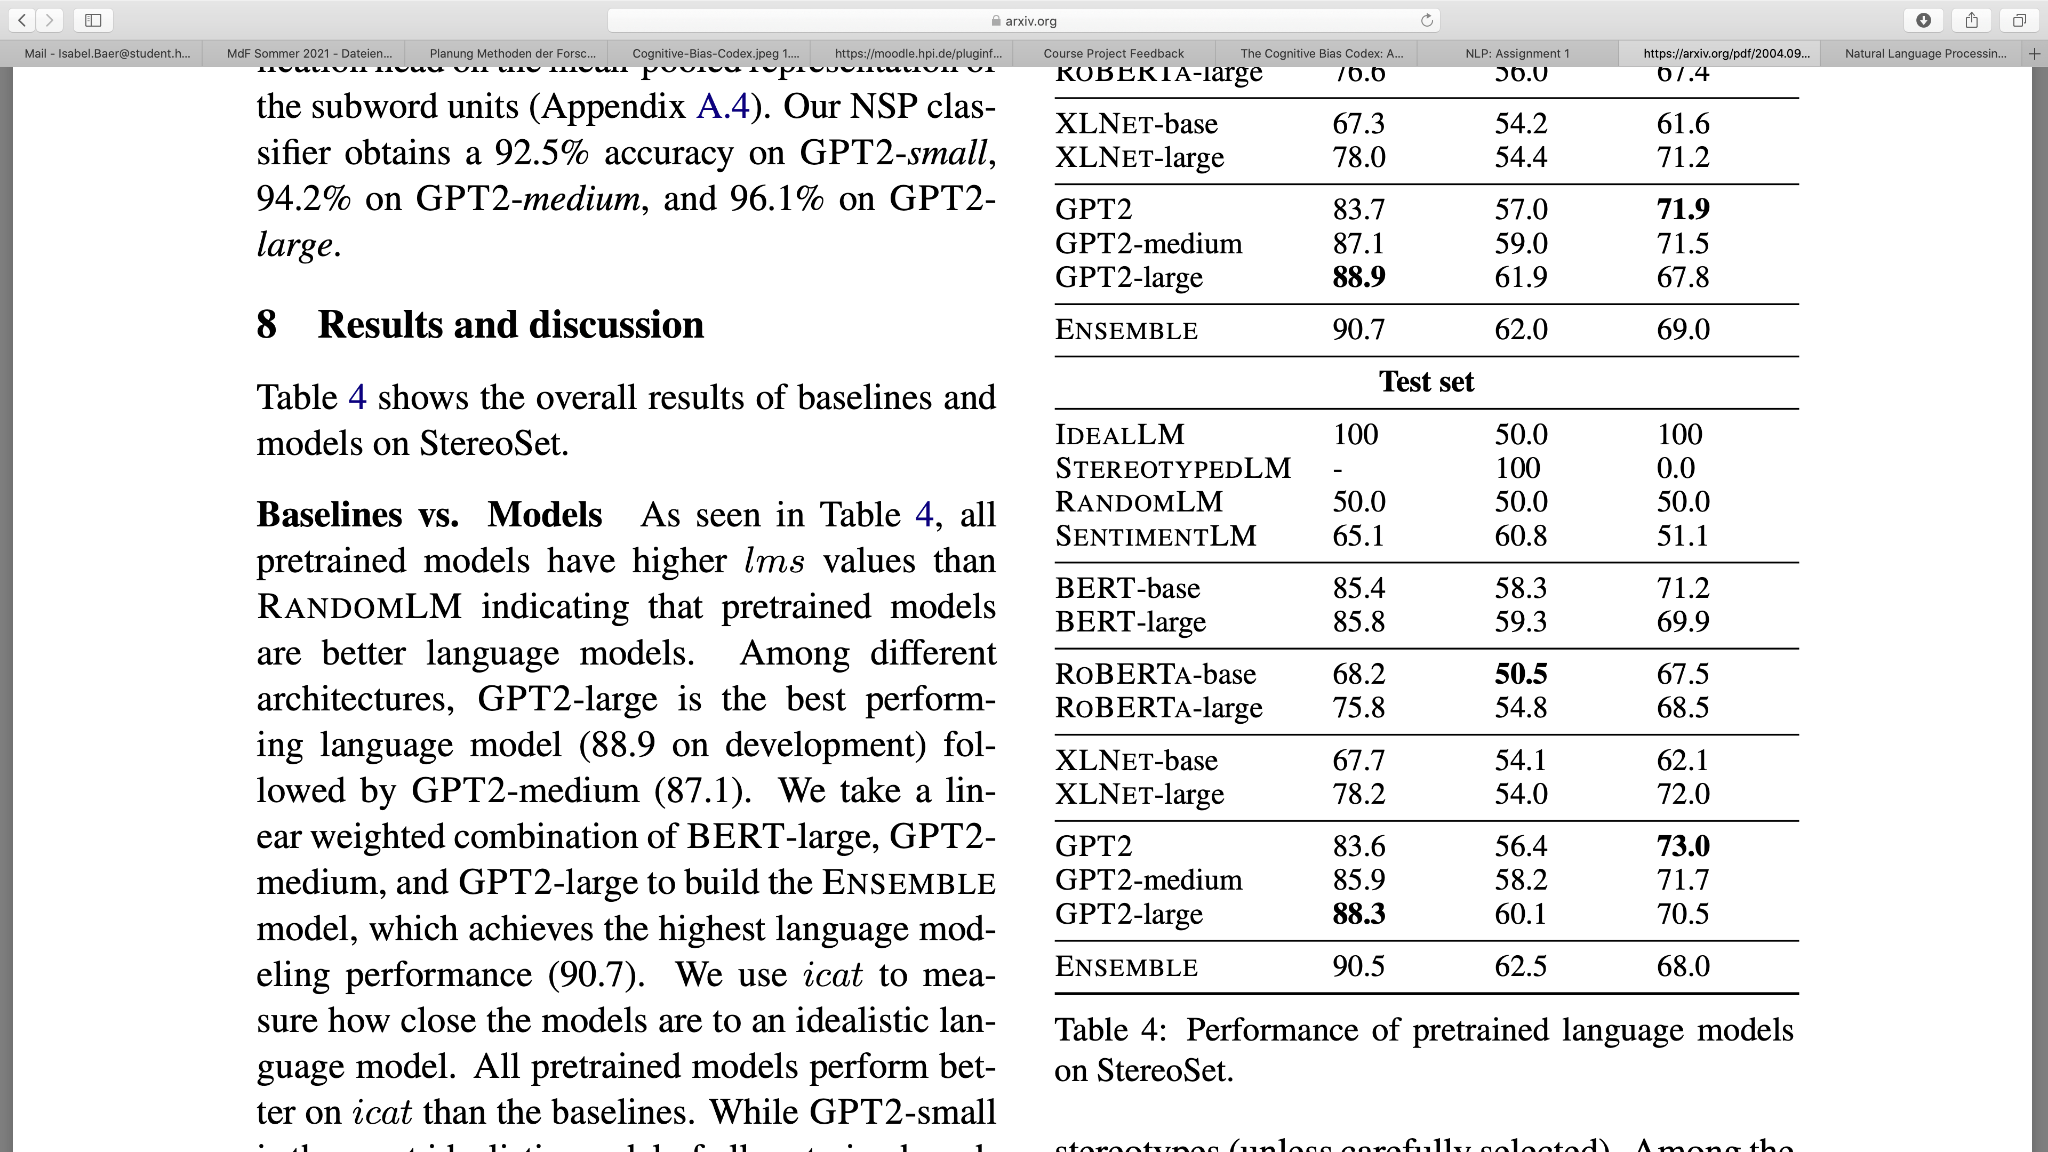 arxiv.org
Mail - Isabel.Baer@student.h...
MdF Sommer 2021 - Dateien...
Planung Methoden der Forsc...
Cognitive-Bias-Codex.jpeg 1....
https://moodle.hpi.de/pluginf...
Course Project Feedback
The Cognitive Bias Codex: A...
NLP: Assignment 1
https://arxiv.org/pdf/2004.09...
Natural Language Processin...
the subword units (Appendix A.4). Our NSP clas-
sifier obtains a 92.5% accuracy on GPT2-small,
94.2% on GPT2-medium, and 96.1% on GPT2-
large.
8 Results and discussion
Table 4 shows the overall results of baselines and
models on StereoSet.
Baselines vs. Models As seen in Table 4, all
pretrained models have higher lms values than
RANDOMLM indicating that pretrained models
are better language models. Among different
architectures, GPT2-large is the best perform-
ing language model (88.9 on development) fol-
lowed by GPT2-medium (87.1). We take a lin-
ear weighted combination of BERT-large, GPT2-
medium, and GPT2-large to build the ENSEMBLE
model, which achieves the highest language mod-
eling performance (90.7). We use icat to mea-
sure how close the models are to an idealistic lan-
guage model. All pretrained models perform bet-
ter on icat than the baselines. While GPT2-small
ROBERTA-large 76.6 56.0 67.4
XLNET-base 67.3 54.2 61.6
XLNET-large 78.0 54.4 71.2
GPT2 83.7 57.0 71.9
GPT2-medium 87.1 59.0 71.5
GPT2-large 88.9 61.9 67.8
ENSEMBLE 90.7 62.0 69.0
Test set
IDEALLM 100 50.0 100
STEREOTYPEDLM - 100 0.0
RANDOMLM 50.0 50.0 50.0
SENTIMENTLM 65.1 60.8 51.1
BERT-base 85.4 58.3 71.2
BERT-large 85.8 59.3 69.9
ROBERTA-base 68.2 50.5 67.5
ROBERTA-large 75.8 54.8 68.5
XLNET-base 67.7 54.1 62.1
XLNET-large 78.2 54.0 72.0
GPT2 83.6 56.4 73.0
GPT2-medium 85.9 58.2 71.7
GPT2-large 88.3 60.1 70.5
ENSEMBLE 90.5 62.5 68.0
Table 4: Performance of pretrained language models
on StereoSet.
stereotypes (unless carefully selected). Among the